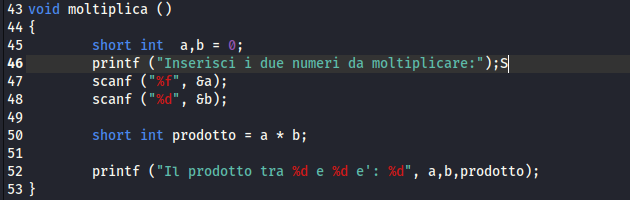 43 void moltiplica ()
44 {
45 short int  a,b = 0;
46 printf ("Inserisci i due numeri da moltiplicare:");S
47 scanf ("%f", &a);
48 scanf ("%d", &b);
49
50 short int prodotto = a * b;
51
52 printf ("Il prodotto tra %d e %d e': %d", a,b,prodotto);
53 }